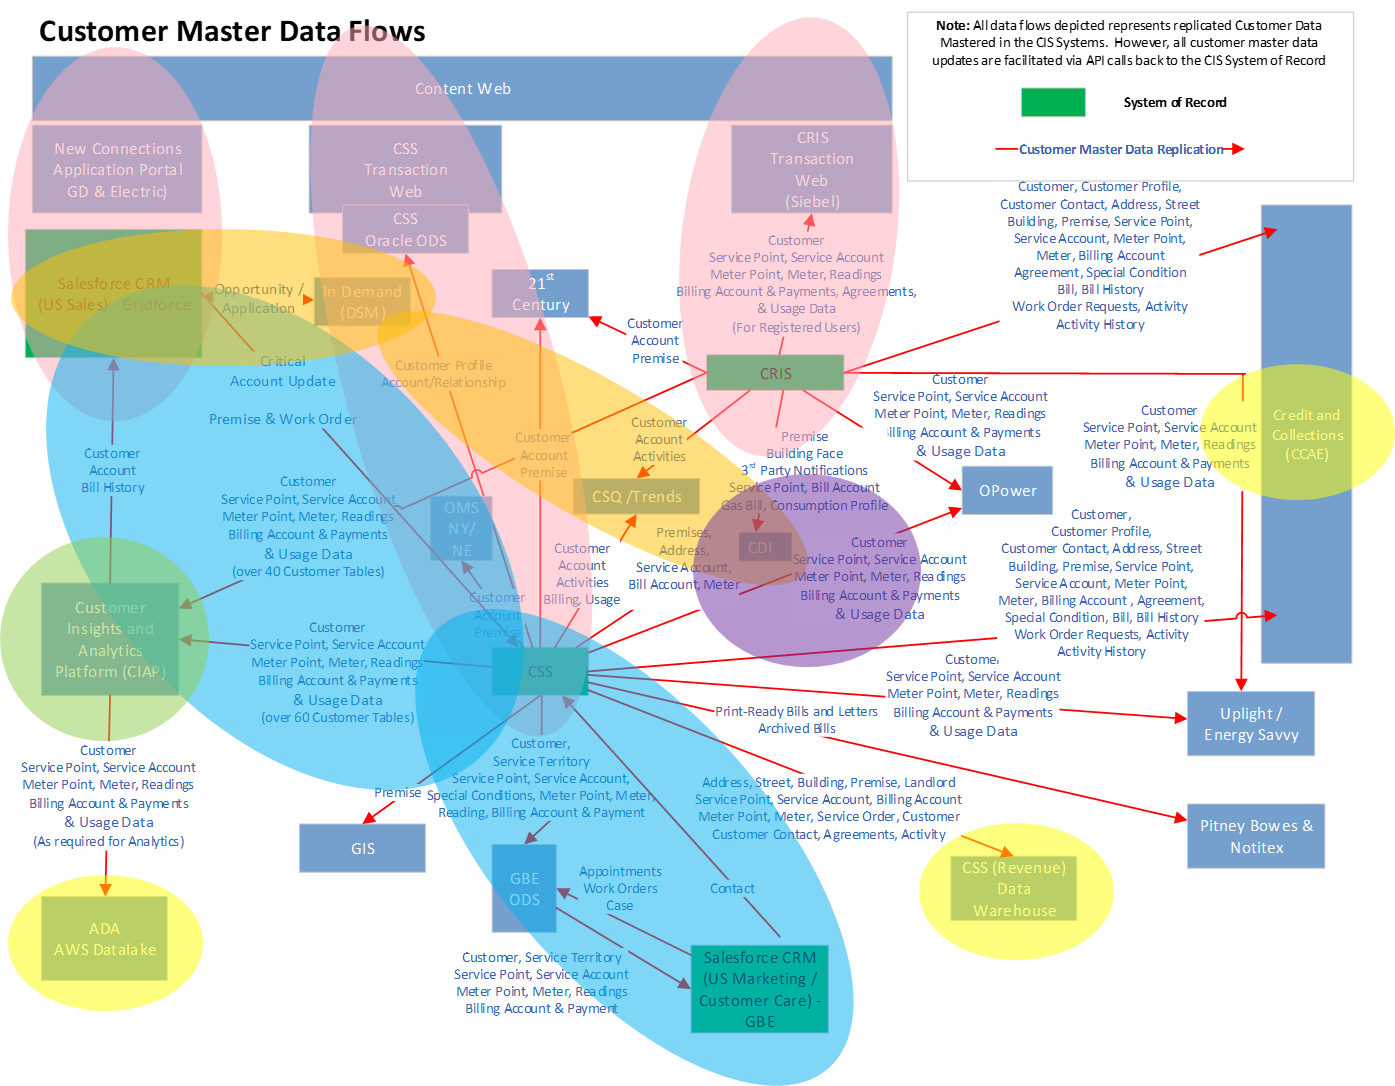 Customer Master Data Flows
Note: All data flows depicted represents replicated Customer Data
Mastered in the CIS Systems. However, all customer master data
updates are facilitated via API calls back to the CIS System of Record
System of Record
Customer Master Data Replication
Content Web
New Connections
Application Portal
GD & Electric)
CSS
Transaction
Web
CSS
Oracle ODS
CRIS
Transaction
Web
(Siebel)
Salesforce CRM
(US Sales) - Gridforce
Opportunity /
Application
In Demand
(DSM)
21st
Century
Customer
Account
Premise
Customer
Service Point, Service Account
Meter Point, Meter, Readings
Billing Account & Payments, Agreements,
& Usage Data
(For Registered Users)
Customer, Customer Profile,
Customer Contact, Address, Street
Building, Premise, Service Point,
Service Account, Meter Point,
Meter, Billing Account
Agreement, Special Condition
Bill, Bill History
Work Order Requests, Activity
Activity History
Critical
Account Update
Premise & Work Order
Customer Profile
Account/Relationship
CRIS
Customer
Service Point, Service Account
Meter Point, Meter, Readings
Billing Account & Payments
& Usage Data
Customer
Service Point, Service Account
Meter Point, Meter, Readings
Billing Account & Payments
& Usage Data
Credit and
Collections
(CCAE)
Customer
Account
Bill History
Customer
Account
Premise
Customer
Account
Activities
Premise
Building Face
3rd Party Notifications
Service Point, Bill Account
Gas Bill, Consumption Profile
Customer
Service Point, Service Account
Meter Point, Meter, Readings
Billing Account & Payments
& Usage Data
(over 40 Customer Tables)
OMS
NY/
NE
CSQ /Trends
OPower
CDI
Customer
Account
Activities
Billing, Usage
Premises,
Address,
Service Account,
Bill Account, Meter
Customer
Service Point, Service Account
Meter Point, Meter, Readings
Billing Account & Payments
& Usage Data
Customer,
Customer Profile,
Customer Contact, Address, Street
Building, Premise, Service Point,
Service Account, Meter Point,
Meter, Billing Account , Agreement,
Special Condition, Bill, Bill History
Work Order Requests, Activity
Activity History
Customer
Insights and
Analytics
Platform (CIAP)
Customer
Account
Premise
Customer
Service Point, Service Account
Meter Point, Meter, Readings
Billing Account & Payments
& Usage Data
(over 60 Customer Tables)
CSS
Customer
Service Point, Service Account
Meter Point, Meter, Readings
Billing Account & Payments
& Usage Data
Print-Ready Bills and Letters
Archived Bills
Uplight /
Energy Savvy
Customer
Service Point, Service Account
Meter Point, Meter, Readings
Billing Account & Payments
& Usage Data
(As required for Analytics)
Premise
Customer,
Service Territory
Service Point, Service Account,
Special Conditions, Meter Point, Meter,
Reading, Billing Account & Payment
Address, Street, Building, Premise, Landlord
Service Point, Service Account, Billing Account
Meter Point, Meter, Service Order, Customer
Customer Contact, Agreements, Activity
Pitney Bowes &
Notitex
GIS
GBE
ODS
Appointments
Work Orders
Case
Contact
CSS (Revenue)
Data
Warehouse
ADA
AWS Datalake
Customer, Service Territory
Service Point, Service Account
Meter Point, Meter, Readings
Billing Account & Payment
Salesforce CRM
(US Marketing /
Customer Care) -
GBE